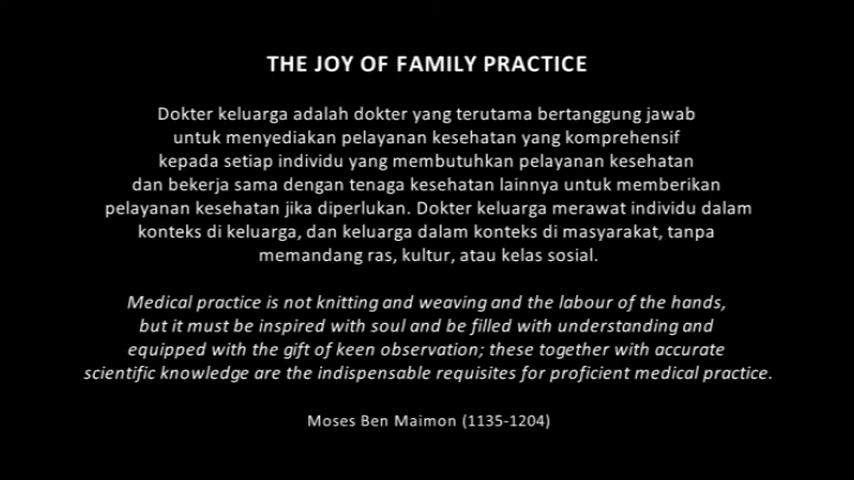 THE JOY OF FAMILY PRACTICE
Dokter keluarga adalah dokter yang terutama bertanggung jawab
untuk menyediakan pelayanan kesehatan yang komprehensif
kepada setiap individu yang membutuhkan pelayanan kesehatan
dan bekerja sama dengan tenaga kesehatan lainnya untuk memberikan
pelayanan kesehatan jika diperlukan. Dokter keluarga merawat individu dalam
konteks di keluarga, dan keluarga dalam konteks di masyarakat, tanpa
memandang ras, kultur, atau kelas sosial.
Medical practice is not knitting and weaving and the labour of the hands,
but it must be inspired with soul and be filled with understanding and
equipped with the gift of keen observation; these together with accurate
scientific knowledge are the indispensable requisites for proficient medical practice.
Moses Ben Maimon (1135-1204)